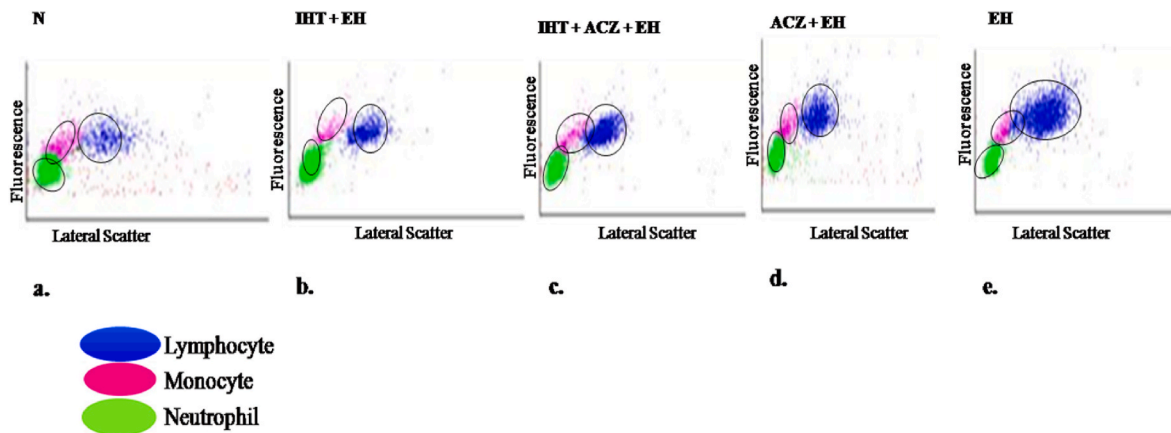 N
IHT + EH
IHT + ACZ + EH
ACZ + EH
EH
Fluorescence
Fluorescence
Fluorescence
Fluorescence
Fluorescence
Lateral Scatter
Lateral Scatter
Lateral Scatter
Lateral Scatter
Lateral Scatter
a.
b.
c.
d.
e.
Lymphocyte
Monocyte
Neutrophil